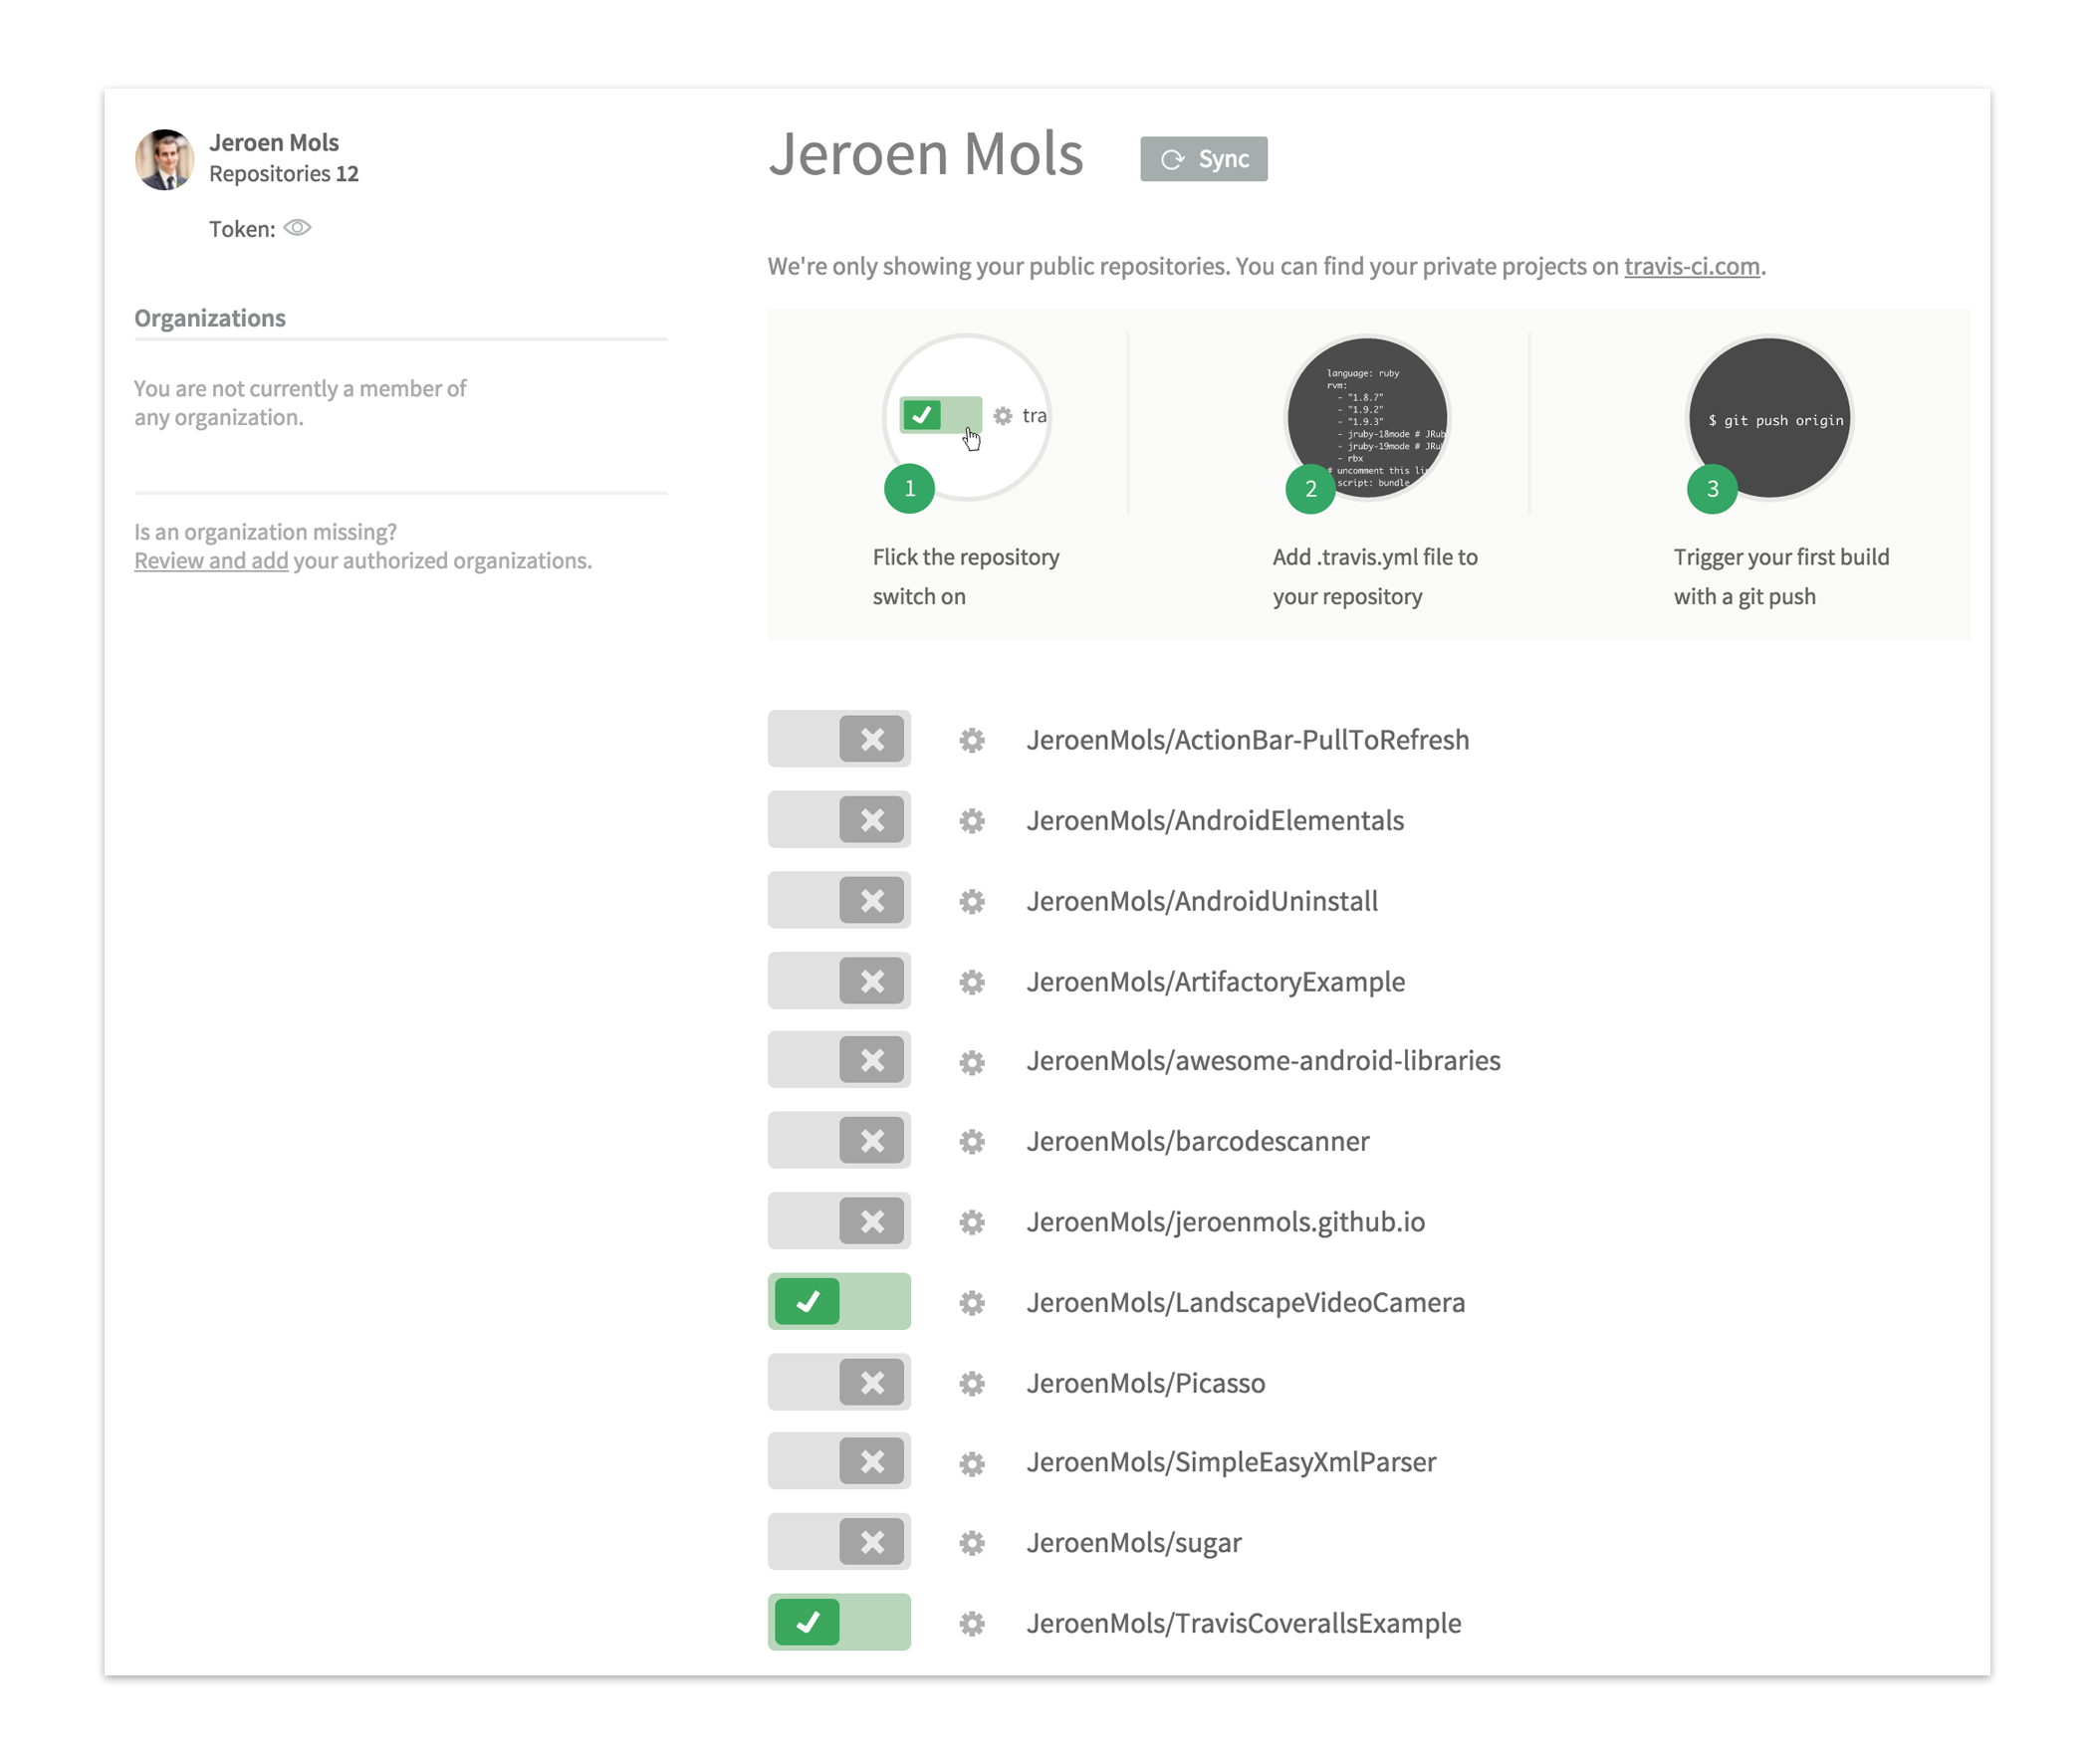 Jeroen Mols
Repositories 12
Token:
Organizations
You are not currently a member of
any organization.
Is an organization missing?
Review and add your authorized organizations.
Jeroen Mols
Sync
We're only showing your public repositories. You can find your private projects on travis-ci.com.
tra
1
Flick the repository
switch on
language: ruby
rvm:
- "1.8.7"
- "1.9.2"
- "1.9.3"
- jruby-18mode # JRub
- jruby-19mode # JRu
- rbx
# uncomment this li
script: bundle
2
Add .travis.yml file to
your repository
$ git push origin
3
Trigger your first build
with a git push
JeroenMols/ActionBar-PullToRefresh
JeroenMols/AndroidElementals
JeroenMols/AndroidUninstall
JeroenMols/ArtifactoryExample
JeroenMols/awesome-android-libraries
JeroenMols/barcodescanner
JeroenMols/jeroenmols.github.io
JeroenMols/LandscapeVideoCamera
JeroenMols/Picasso
JeroenMols/SimpleEasyXmlParser
JeroenMols/sugar
JeroenMols/TravisCoverallsExample